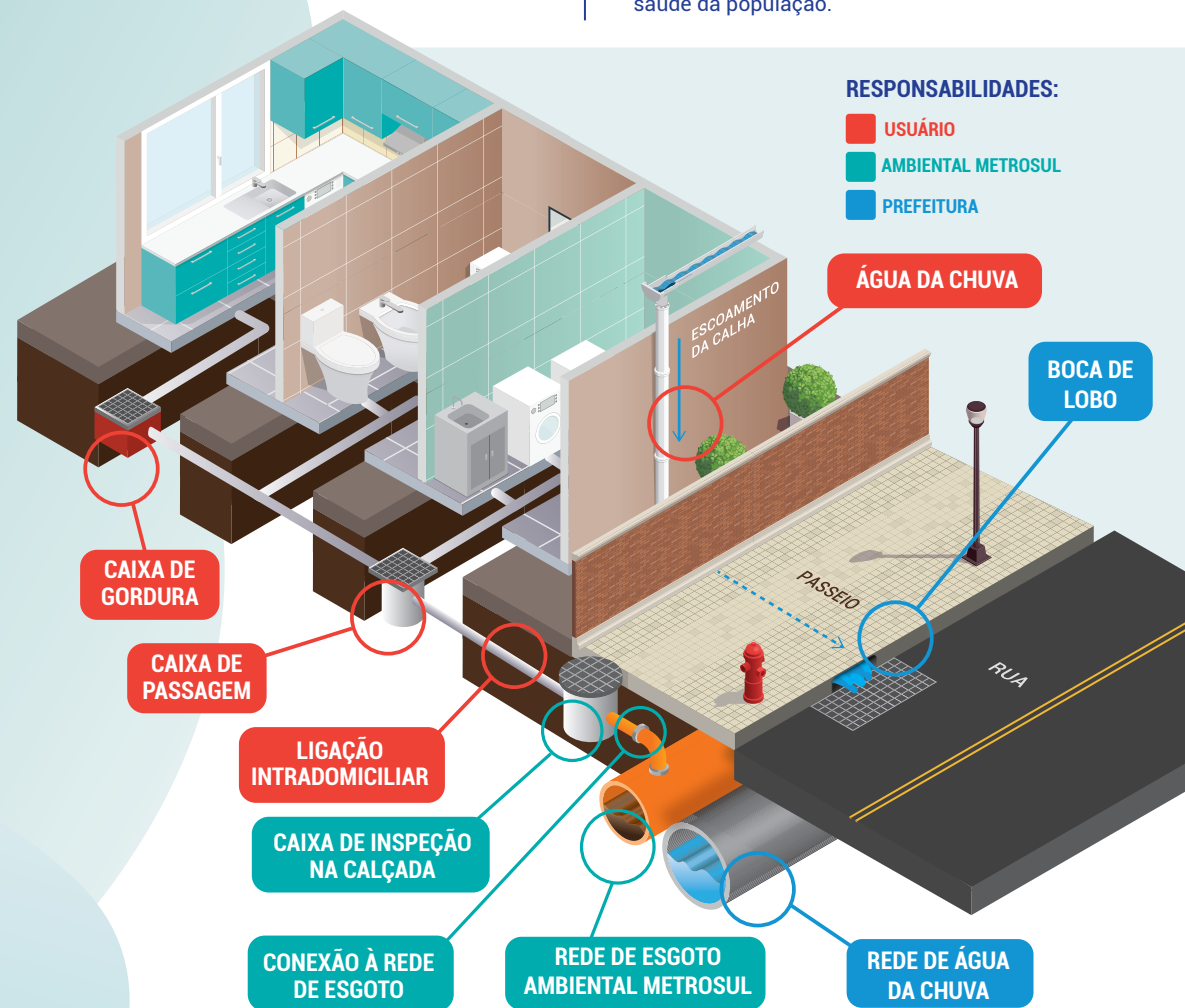 saúde da população.
RESPONSABILIDADES:
USUÁRIO
AMBIENTAL METROSUL
PREFEITURA
ÁGUA DA CHUVA
ESCOAMENTO
DA CALHA
BOCA DE
LOBO
PASSEIO
RUA
CAIXA DE
GORDURA
CAIXA DE
PASSAGEM
LIGAÇÃO
INTRADOMICILIAR
CAIXA DE INSPEÇÃO
NA CALÇADA
CONEXÃO À REDE
DE ESGOTO
REDE DE ESGOTO
AMBIENTAL METROSUL
REDE DE ÁGUA
DA CHUVA